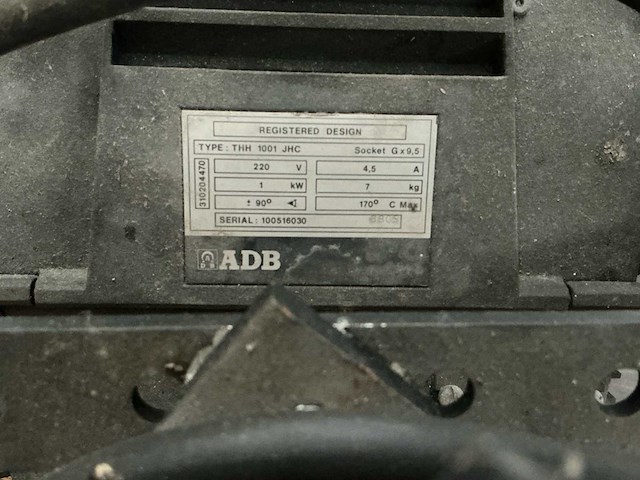 REGISTERED DESIGN
TYPE : THH 1001 JHC Socket G x 9,5
310204470
220 V 4,5 A
1 kW 7 kg
± 90° 170° C Max
SERIAL : 100516030
ADB